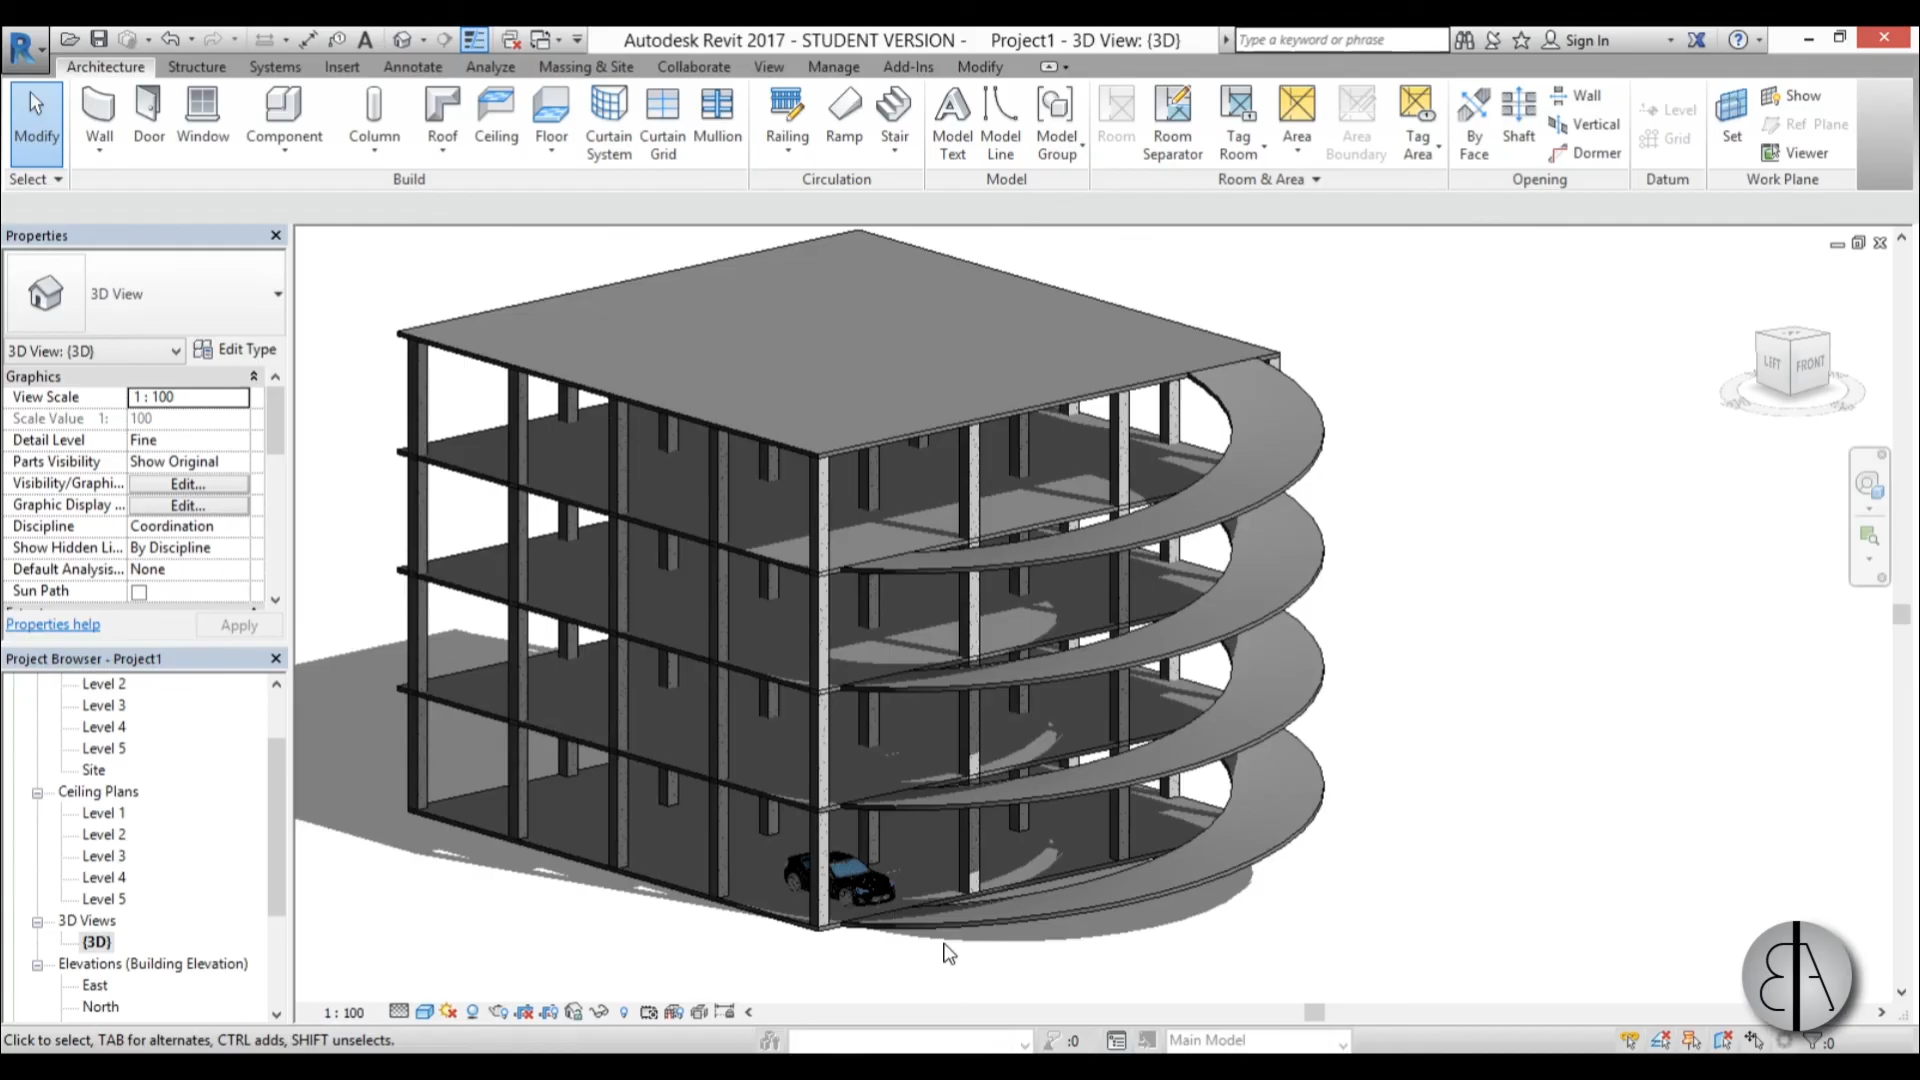 Autodesk Revit 2017 - STUDENT VERSION - Project1 - 3D View: {3D}
Type a keyword or phrase
Sign In
Architecture Structure Systems Insert Annotate Analyze Massing & Site Collaborate View Manage Add-Ins Modify
Modify Wall Door Window Component Column Roof Ceiling Floor Curtain System Curtain Grid Mullion Railing Ramp Stair Model Text Model Line Model Group Room Room Separator Tag Room Area Area Boundary Tag Area By Face Shaft Wall Vertical Dormer Level Grid Set Show Ref Plane Viewer
Select Build Circulation Model Room & Area Opening Datum Work Plane
Properties
3D View
3D View: {3D} Edit Type
Graphics
View Scale 1 : 100
Scale Value 1: 100
Detail Level Fine
Parts Visibility Show Original
Visibility/Graphi... Edit...
Graphic Display ... Edit...
Discipline Coordination
Show Hidden Li... By Discipline
Default Analysis... None
Sun Path
Properties help Apply
Project Browser - Project1
Level 2
Level 3
Level 4
Level 5
Site
Ceiling Plans
Level 1
Level 2
Level 3
Level 4
Level 5
3D Views
{3D}
Elevations (Building Elevation)
East
North
LEFT FRONT
1 : 100
Click to select, TAB for alternates, CTRL adds, SHIFT unselects.
:0
Main Model
:0